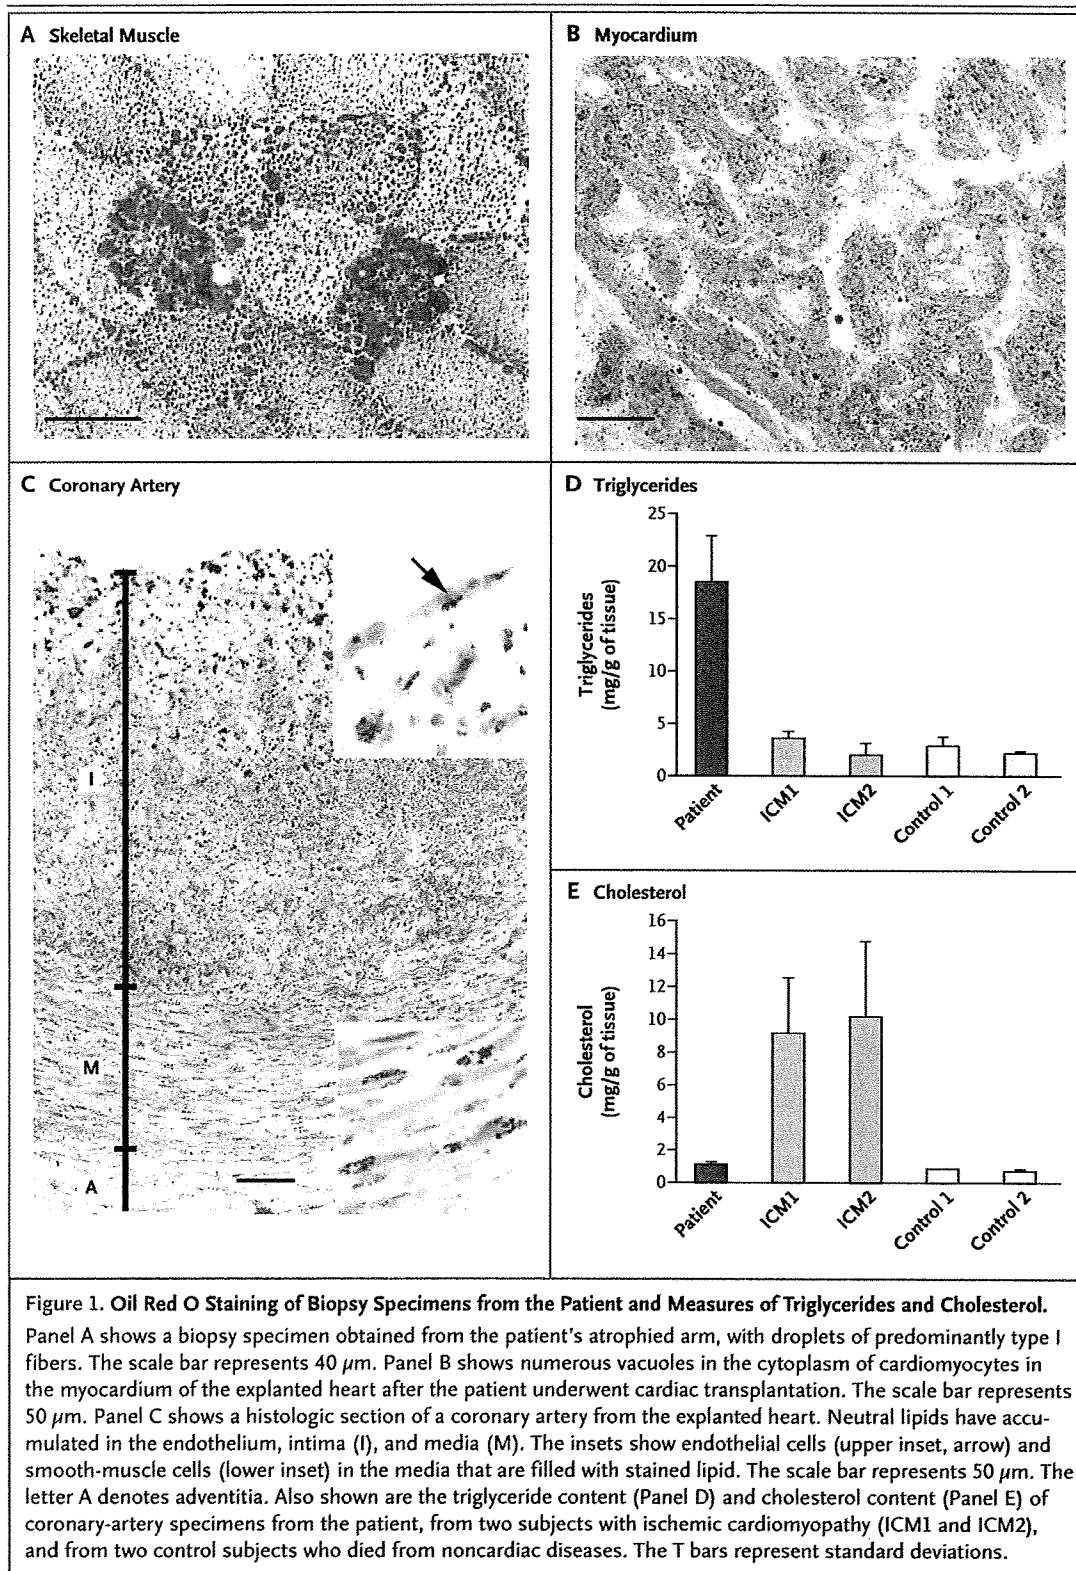 A Skeletal Muscle
B Myocardium
C Coronary Artery
I
M
A
D Triglycerides
Triglycerides
(mg/g of tissue)
25
20
15
10
5
0
Patient
ICM1
ICM2
Control 1
Control 2
E Cholesterol
Cholesterol
(mg/g of tissue)
16
14
12
10
8
6
4
2
0
Patient
ICM1
ICM2
Control 1
Control 2
Figure 1. Oil Red O Staining of Biopsy Specimens from the Patient and Measures of Triglycerides and Cholesterol.
Panel A shows a biopsy specimen obtained from the patient's atrophied arm, with droplets of predominantly type I
fibers. The scale bar represents 40 μm. Panel B shows numerous vacuoles in the cytoplasm of cardiomyocytes in
the myocardium of the explanted heart after the patient underwent cardiac transplantation. The scale bar represents
50 μm. Panel C shows a histologic section of a coronary artery from the explanted heart. Neutral lipids have accu-
mulated in the endothelium, intima (I), and media (M). The insets show endothelial cells (upper inset, arrow) and
smooth-muscle cells (lower inset) in the media that are filled with stained lipid. The scale bar represents 50 μm. The
letter A denotes adventitia. Also shown are the triglyceride content (Panel D) and cholesterol content (Panel E) of
coronary-artery specimens from the patient, from two subjects with ischemic cardiomyopathy (ICM1 and ICM2),
and from two control subjects who died from noncardiac diseases. The T bars represent standard deviations.